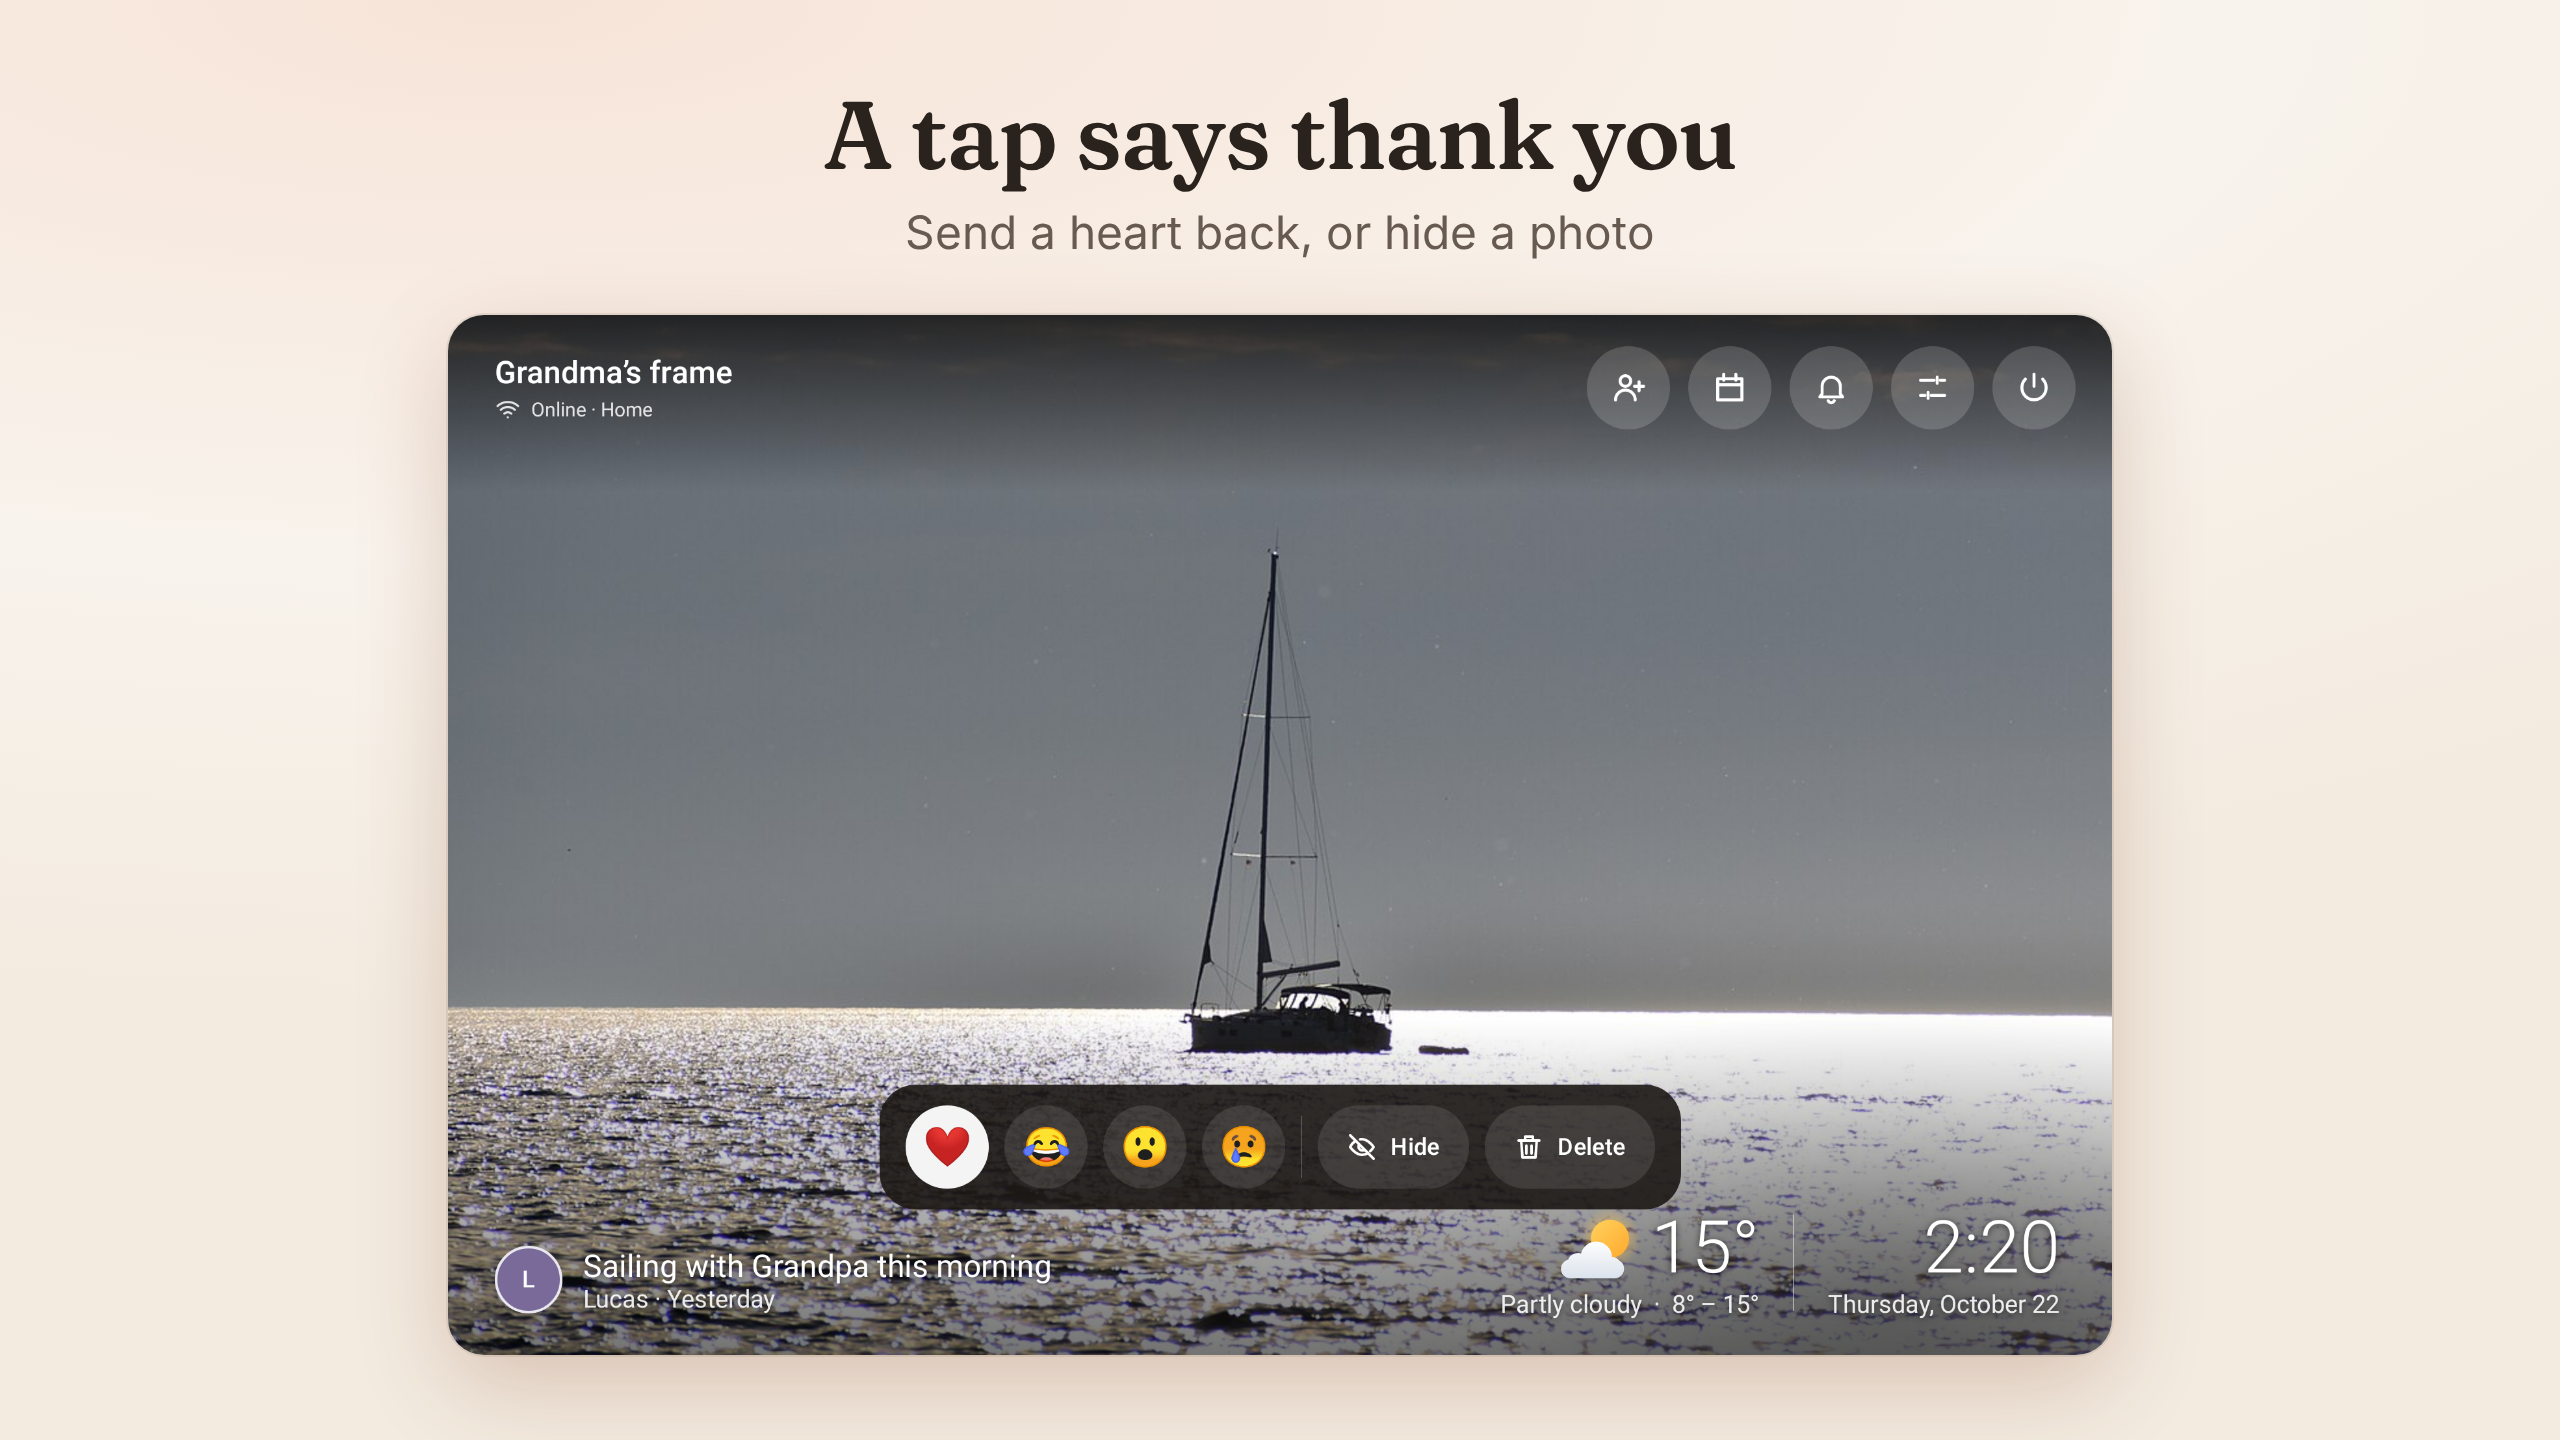 A tap says thank you
Send a heart back, or hide a photo
Grandma’s frame
Online · Home
Hide
Delete
L
Sailing with Grandpa this morning
Lucas · Yesterday
15°
Partly cloudy · 8° – 15°
2:20
Thursday, October 22